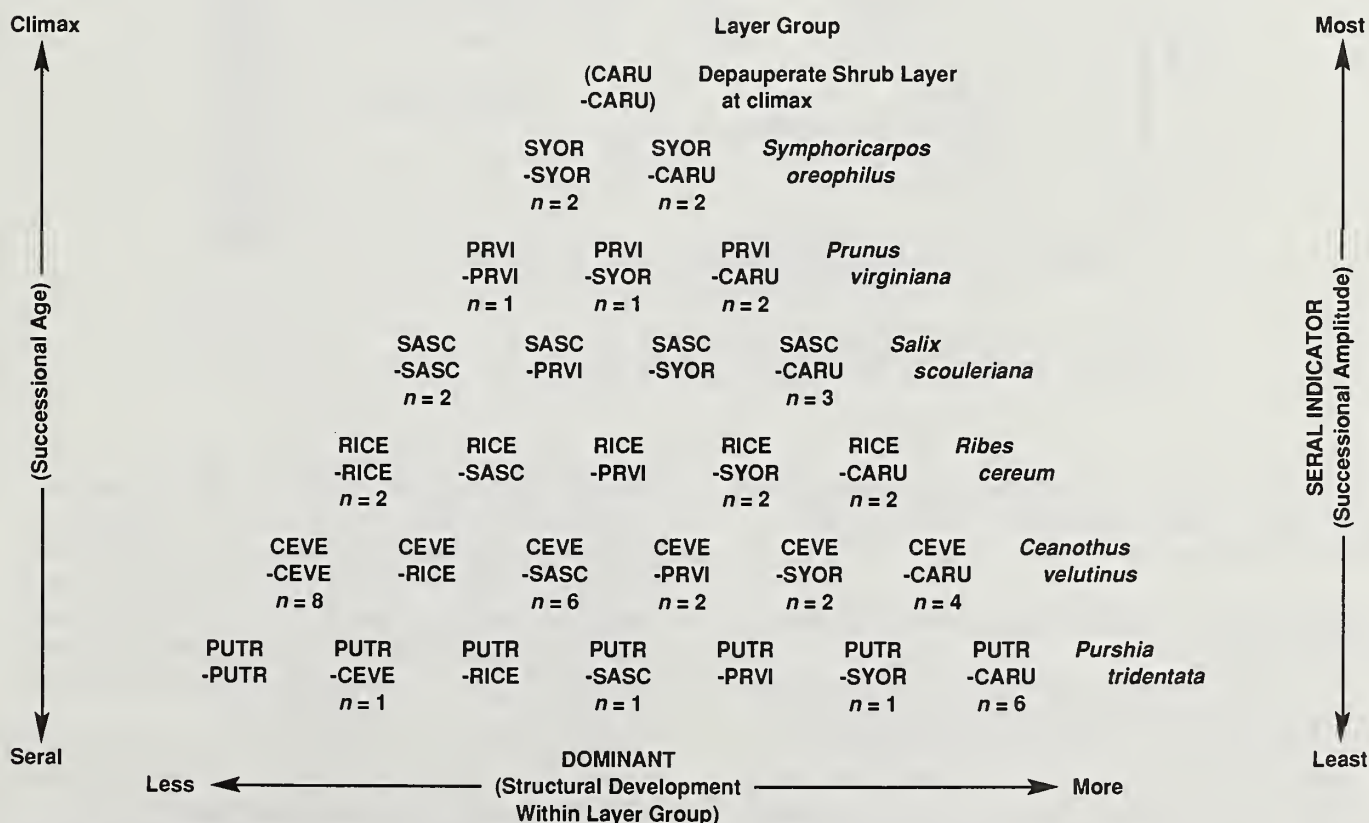 Climax Layer Group Most
(CARU Depauperate Shrub Layer
-CARU) at climax
SYOR SYOR Symphoricarpos
-SYOR -CARU oreophilus
n = 2 n = 2
PRVI PRVI PRVI Prunus
-PRVI -SYOR -CARU virginiana
n = 1 n = 1 n = 2
SASC SASC SASC SASC Salix
-SASC -PRVI -SYOR -CARU scouleriana
n = 2 n = 3
RICE RICE RICE RICE RICE Ribes
-RICE -SASC -PRVI -SYOR -CARU cereum
n = 2 n = 2 n = 2
CEVE CEVE CEVE CEVE CEVE CEVE Ceanothus
-CEVE -RICE -SASC -PRVI -SYOR -CARU velutinus
n = 8 n = 6 n = 2 n = 2 n = 4
PUTR PUTR PUTR PUTR PUTR PUTR PUTR Purshia
-PUTR -CEVE -RICE -SASC -PRVI -SYOR -CARU tridentata
n = 1 n = 1 n = 1 n = 6
(Successional Age)
SERAL INDICATOR
(Successional Amplitude)
Seral DOMINANT Least
Less (Structural Development More
Within Layer Group)